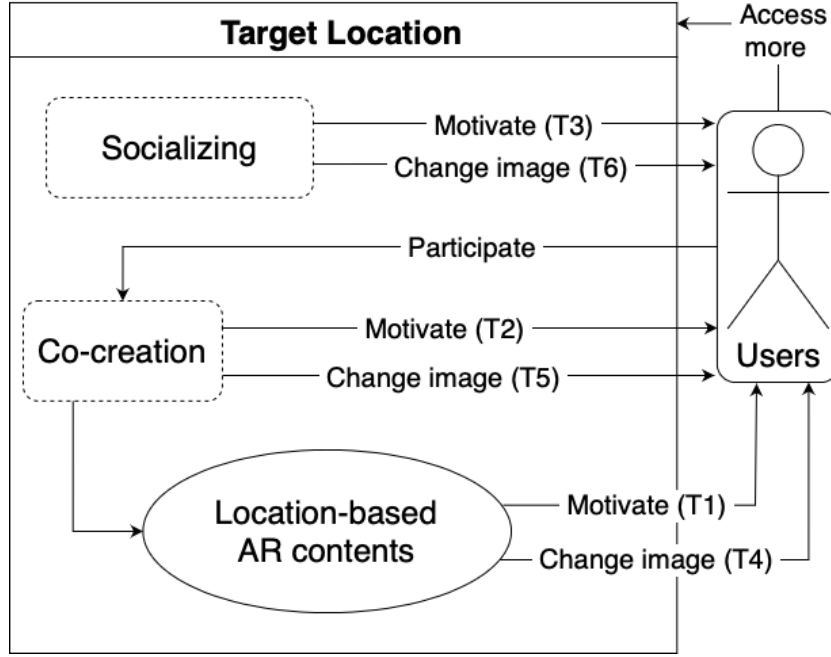 Target Location
Access
more
Socializing
Motivate (T3)
Change image (T6)
Participate
Co-creation
Motivate (T2)
Change image (T5)
Users
Location-based
AR contents
Motivate (T1)
Change image (T4)